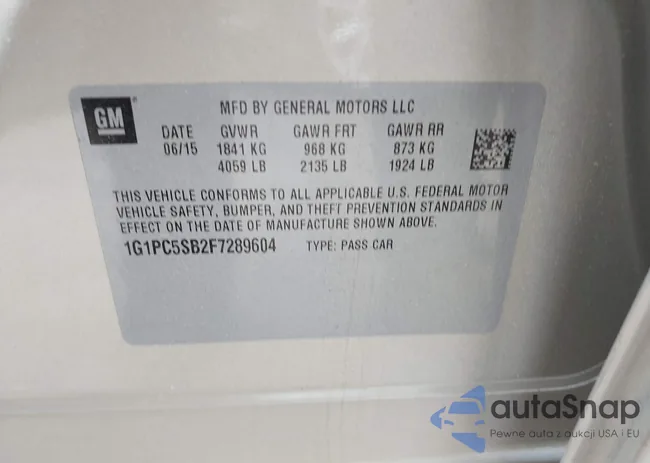 GM
MFD BY GENERAL MOTORS LLC
DATE GVWR GAWR FRT GAWR RR
06/15 1841 KG 968 KG 873 KG
4059 LB 2135 LB 1924 LB
THIS VEHICLE CONFORMS TO ALL APPLICABLE U.S. FEDERAL MOTOR
VEHICLE SAFETY, BUMPER, AND THEFT PREVENTION STANDARDS IN
EFFECT ON THE DATE OF MANUFACTURE SHOWN ABOVE.
1G1PC5SB2F7289604 TYPE: PASS CAR
autaSnap
Pewne auta z aukcji USA i EU